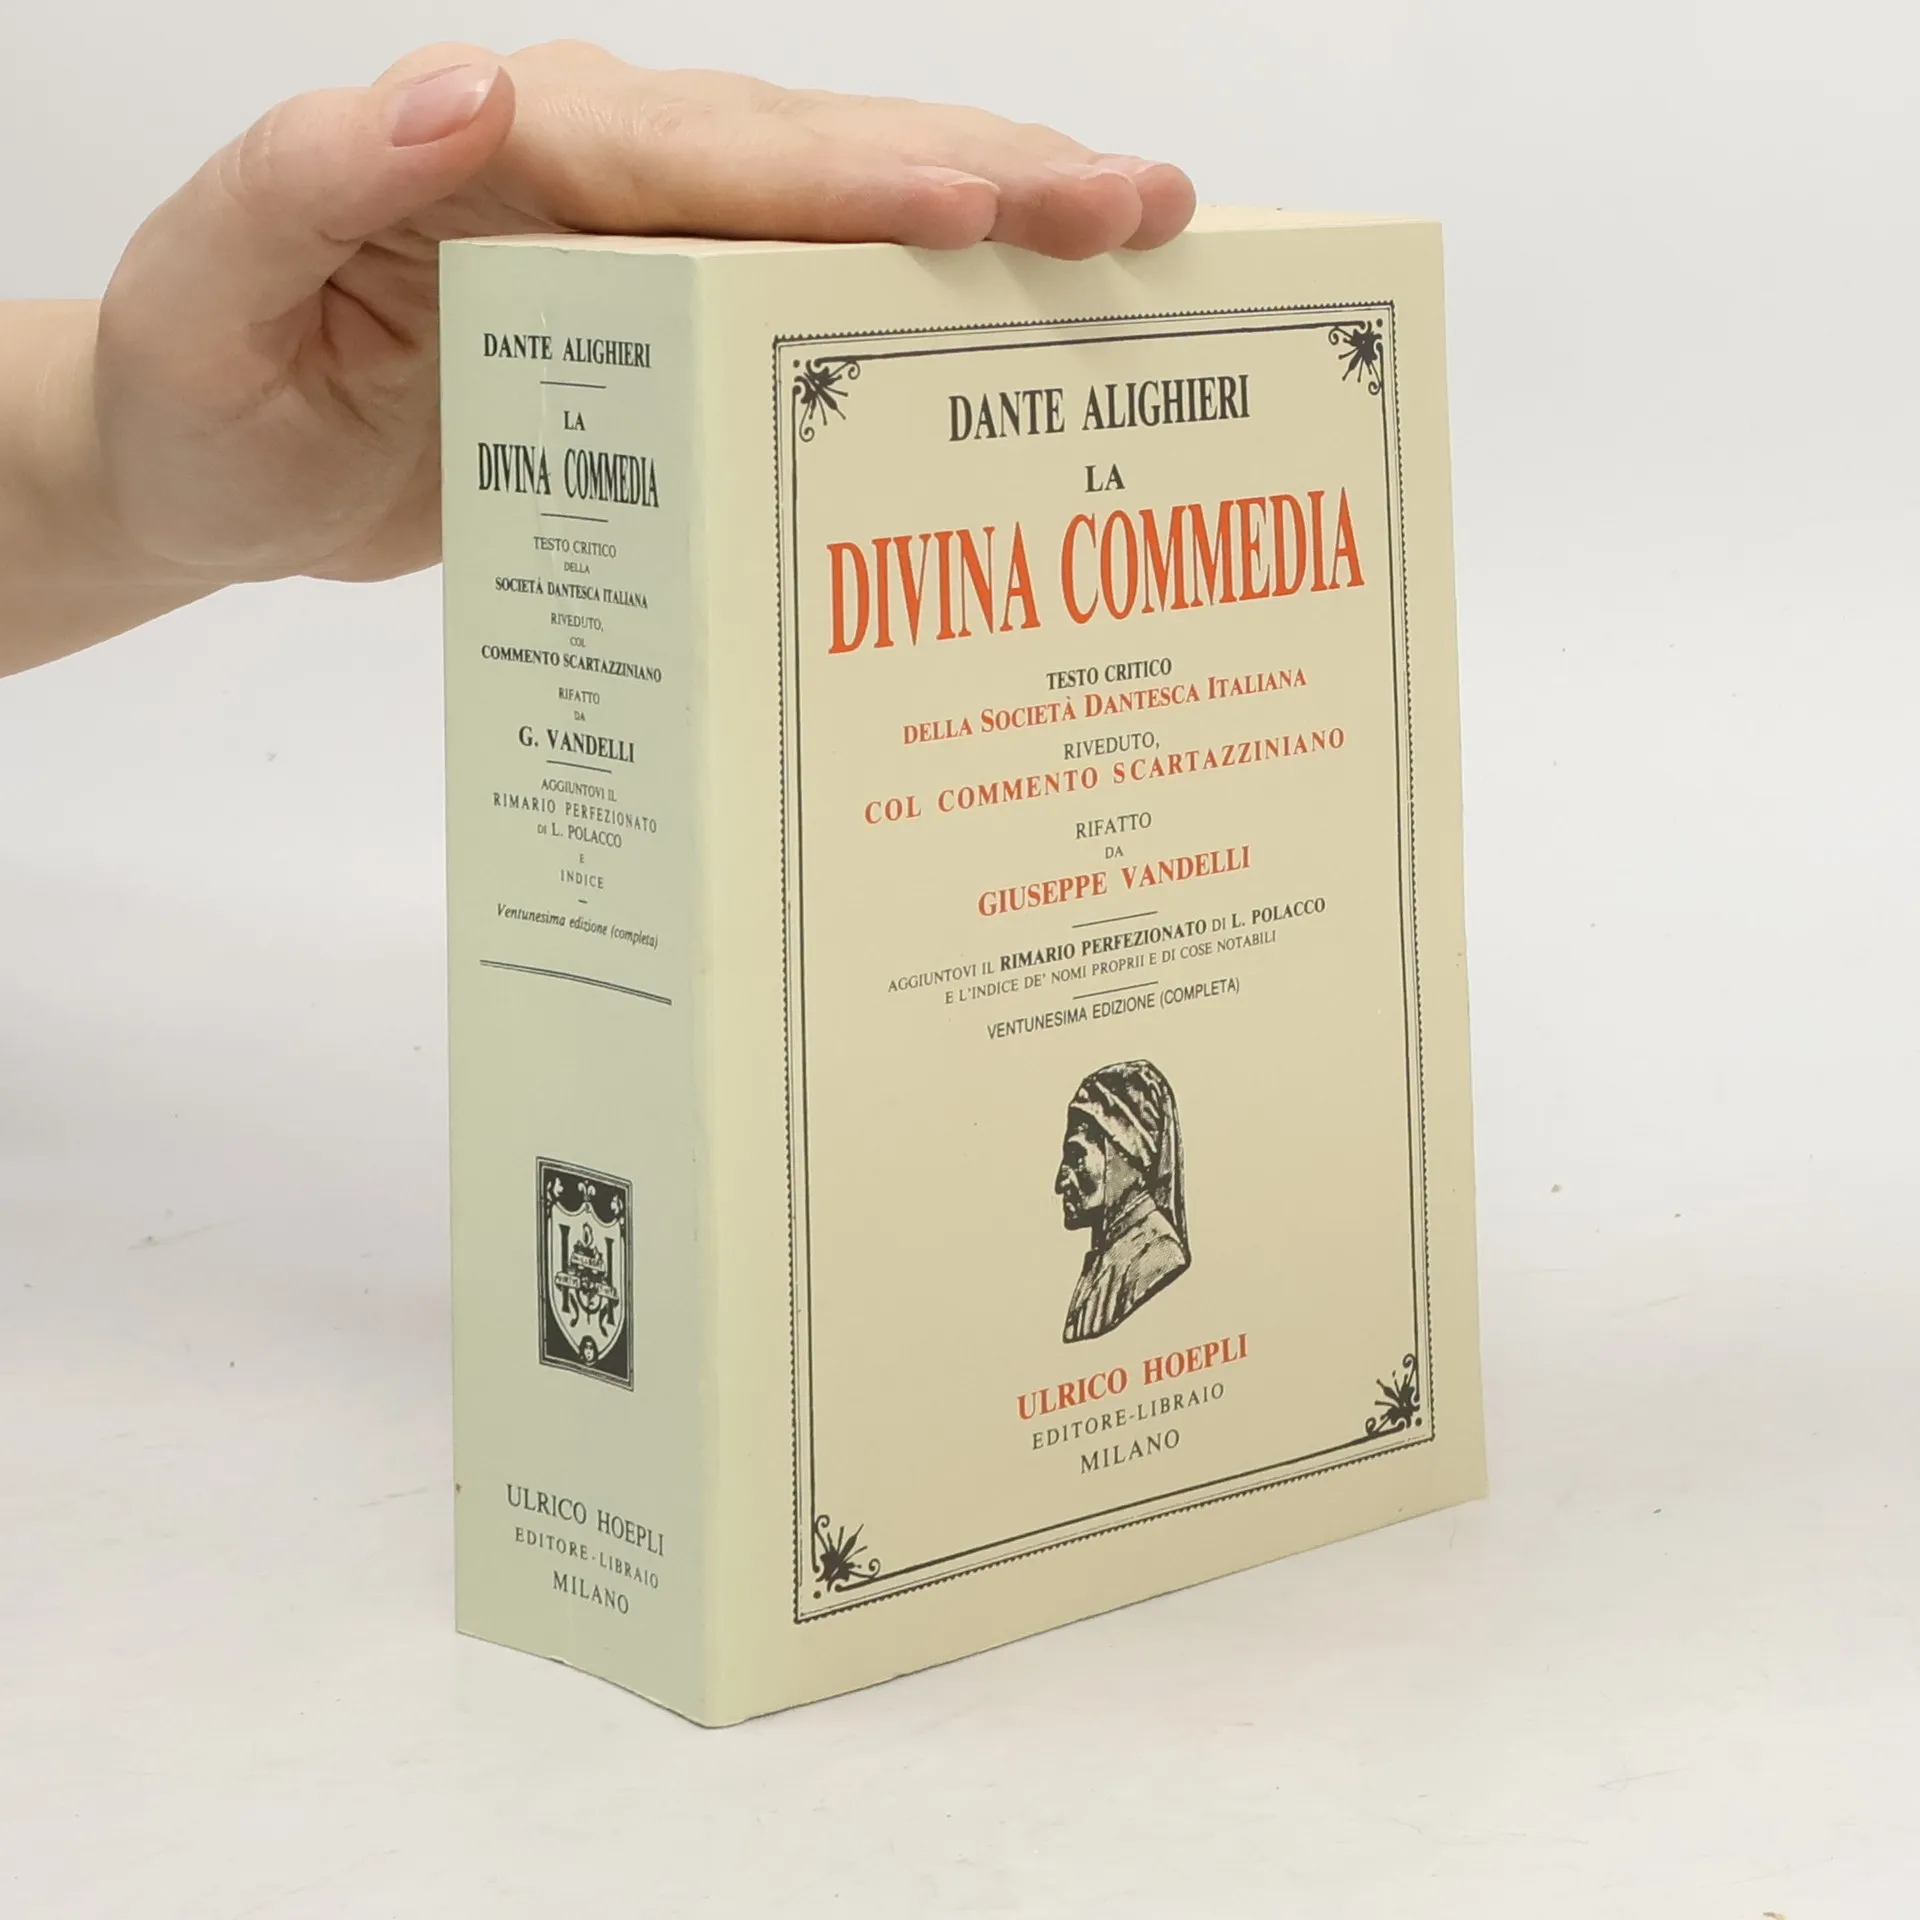 DANTE ALIGHIERI
LA
DIVINA COMMEDIA
TESTO CRITICO
DELLA
SOCIETÀ DANTESCA ITALIANA
RIVEDUTO,
COL
COMMENTO SCARTAZZINIANO
RIFATTO
DA
G. VANDELLI
AGGIUNTOVI IL
RIMARIO PERFEZIONATO
DI L. POLACCO
E
INDICE
Ventunesima edizione (completa)
ULRICO HOEPLI
EDITORE-LIBRAIO
MILANO
DANTE ALIGHIERI
LA
DIVINA COMMEDIA
TESTO CRITICO
DELLA SOCIETÀ DANTESCA ITALIANA
RIVEDUTO,
COL COMMENTO SCARTAZZINIANO
RIFATTO
DA
GIUSEPPE VANDELLI
AGGIUNTOVI IL RIMARIO PERFEZIONATO DI L. POLACCO
E L'INDICE DE' NOMI PROPRII E DI COSE NOTABILI
VENTUNESIMA EDIZIONE (COMPLETA)
ULRICO HOEPLI
EDITORE-LIBRAIO
MILANO